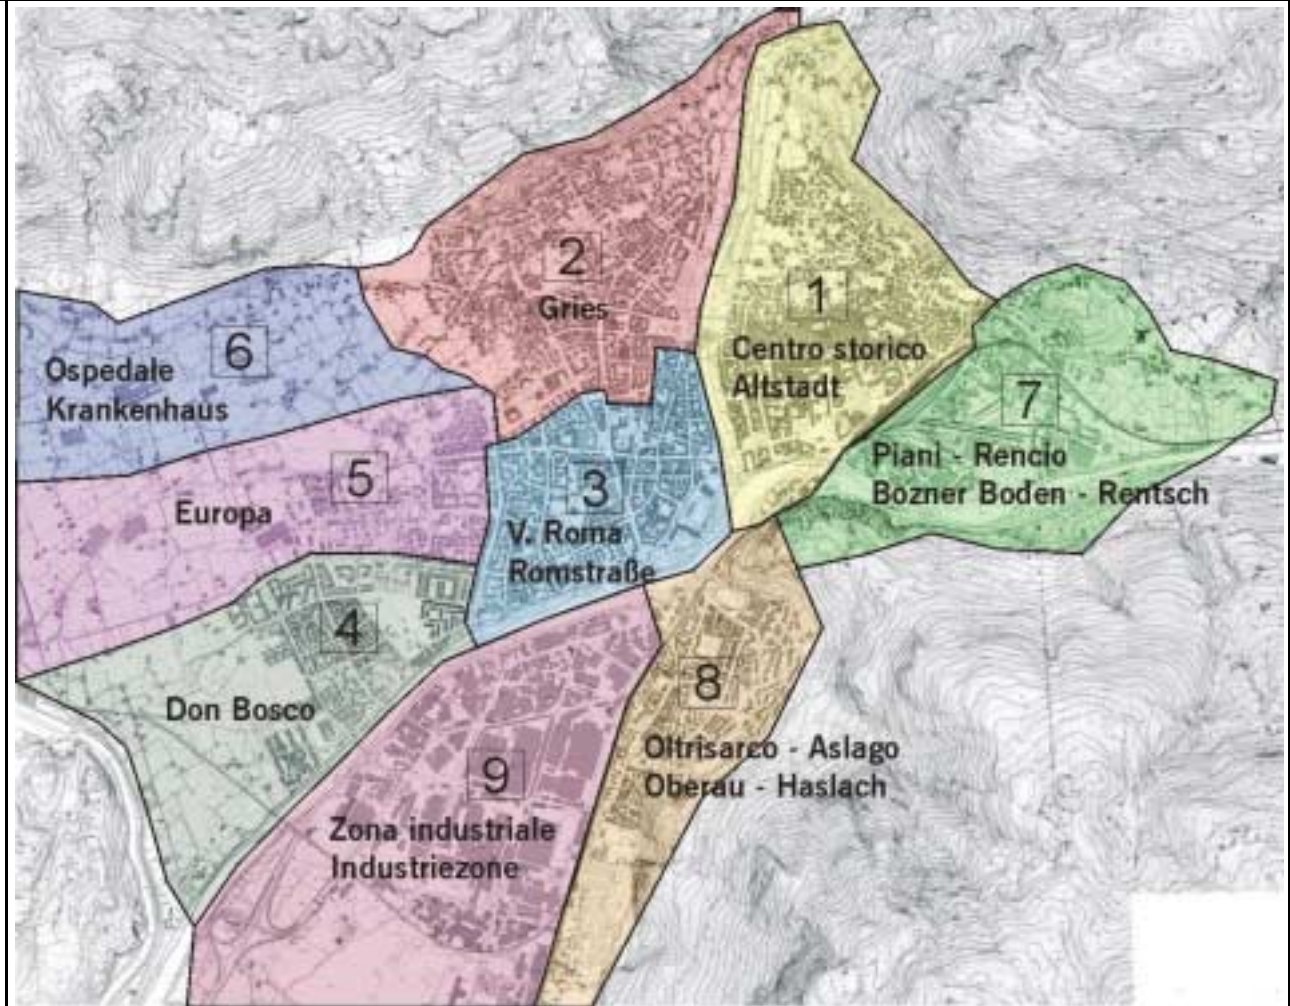 2
Gries
1
Centro storico
Altstadt
6
Ospedale
Krankenhaus
7
Piani - Rencio
Bozner Boden - Rentsch
5
Europa
3
V. Roma
Romstraße
4
Don Bosco
8
Oltrisarco - Aslago
Oberau - Haslach
9
Zona industriale
Industriezone